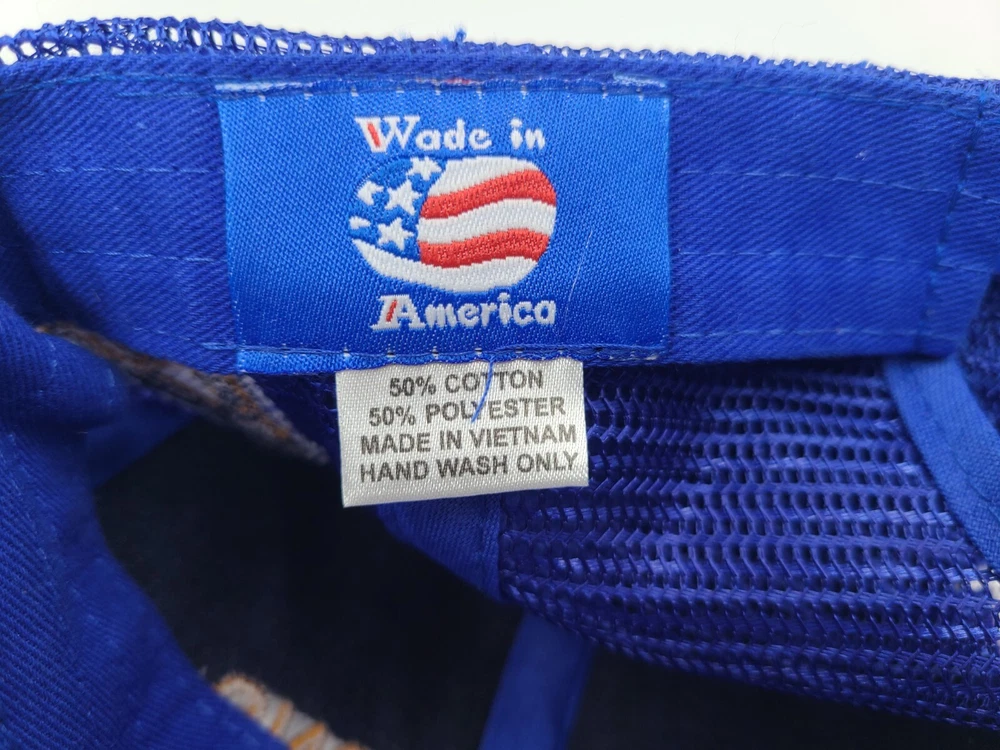 Wade in
America
50% COTTON
50% POLYESTER
MADE IN VIETNAM
HAND WASH ONLY